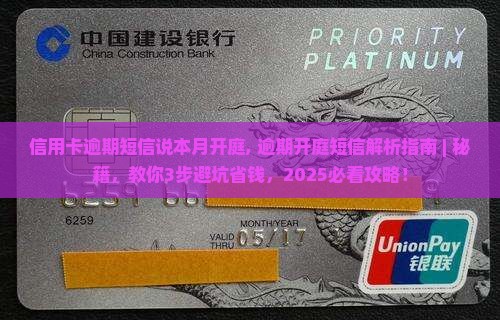 中国建设银行
China Construction Bank
PRIORITY
PLATINUM
信用卡逾期短信说本月开庭, 逾期开庭短信解析指南 | 秘
籍，教你3步避坑省钱，2025必看攻略！
6259
6259
MONTH/YEAR
VALID
THRU
05/17
UnionPay
银联